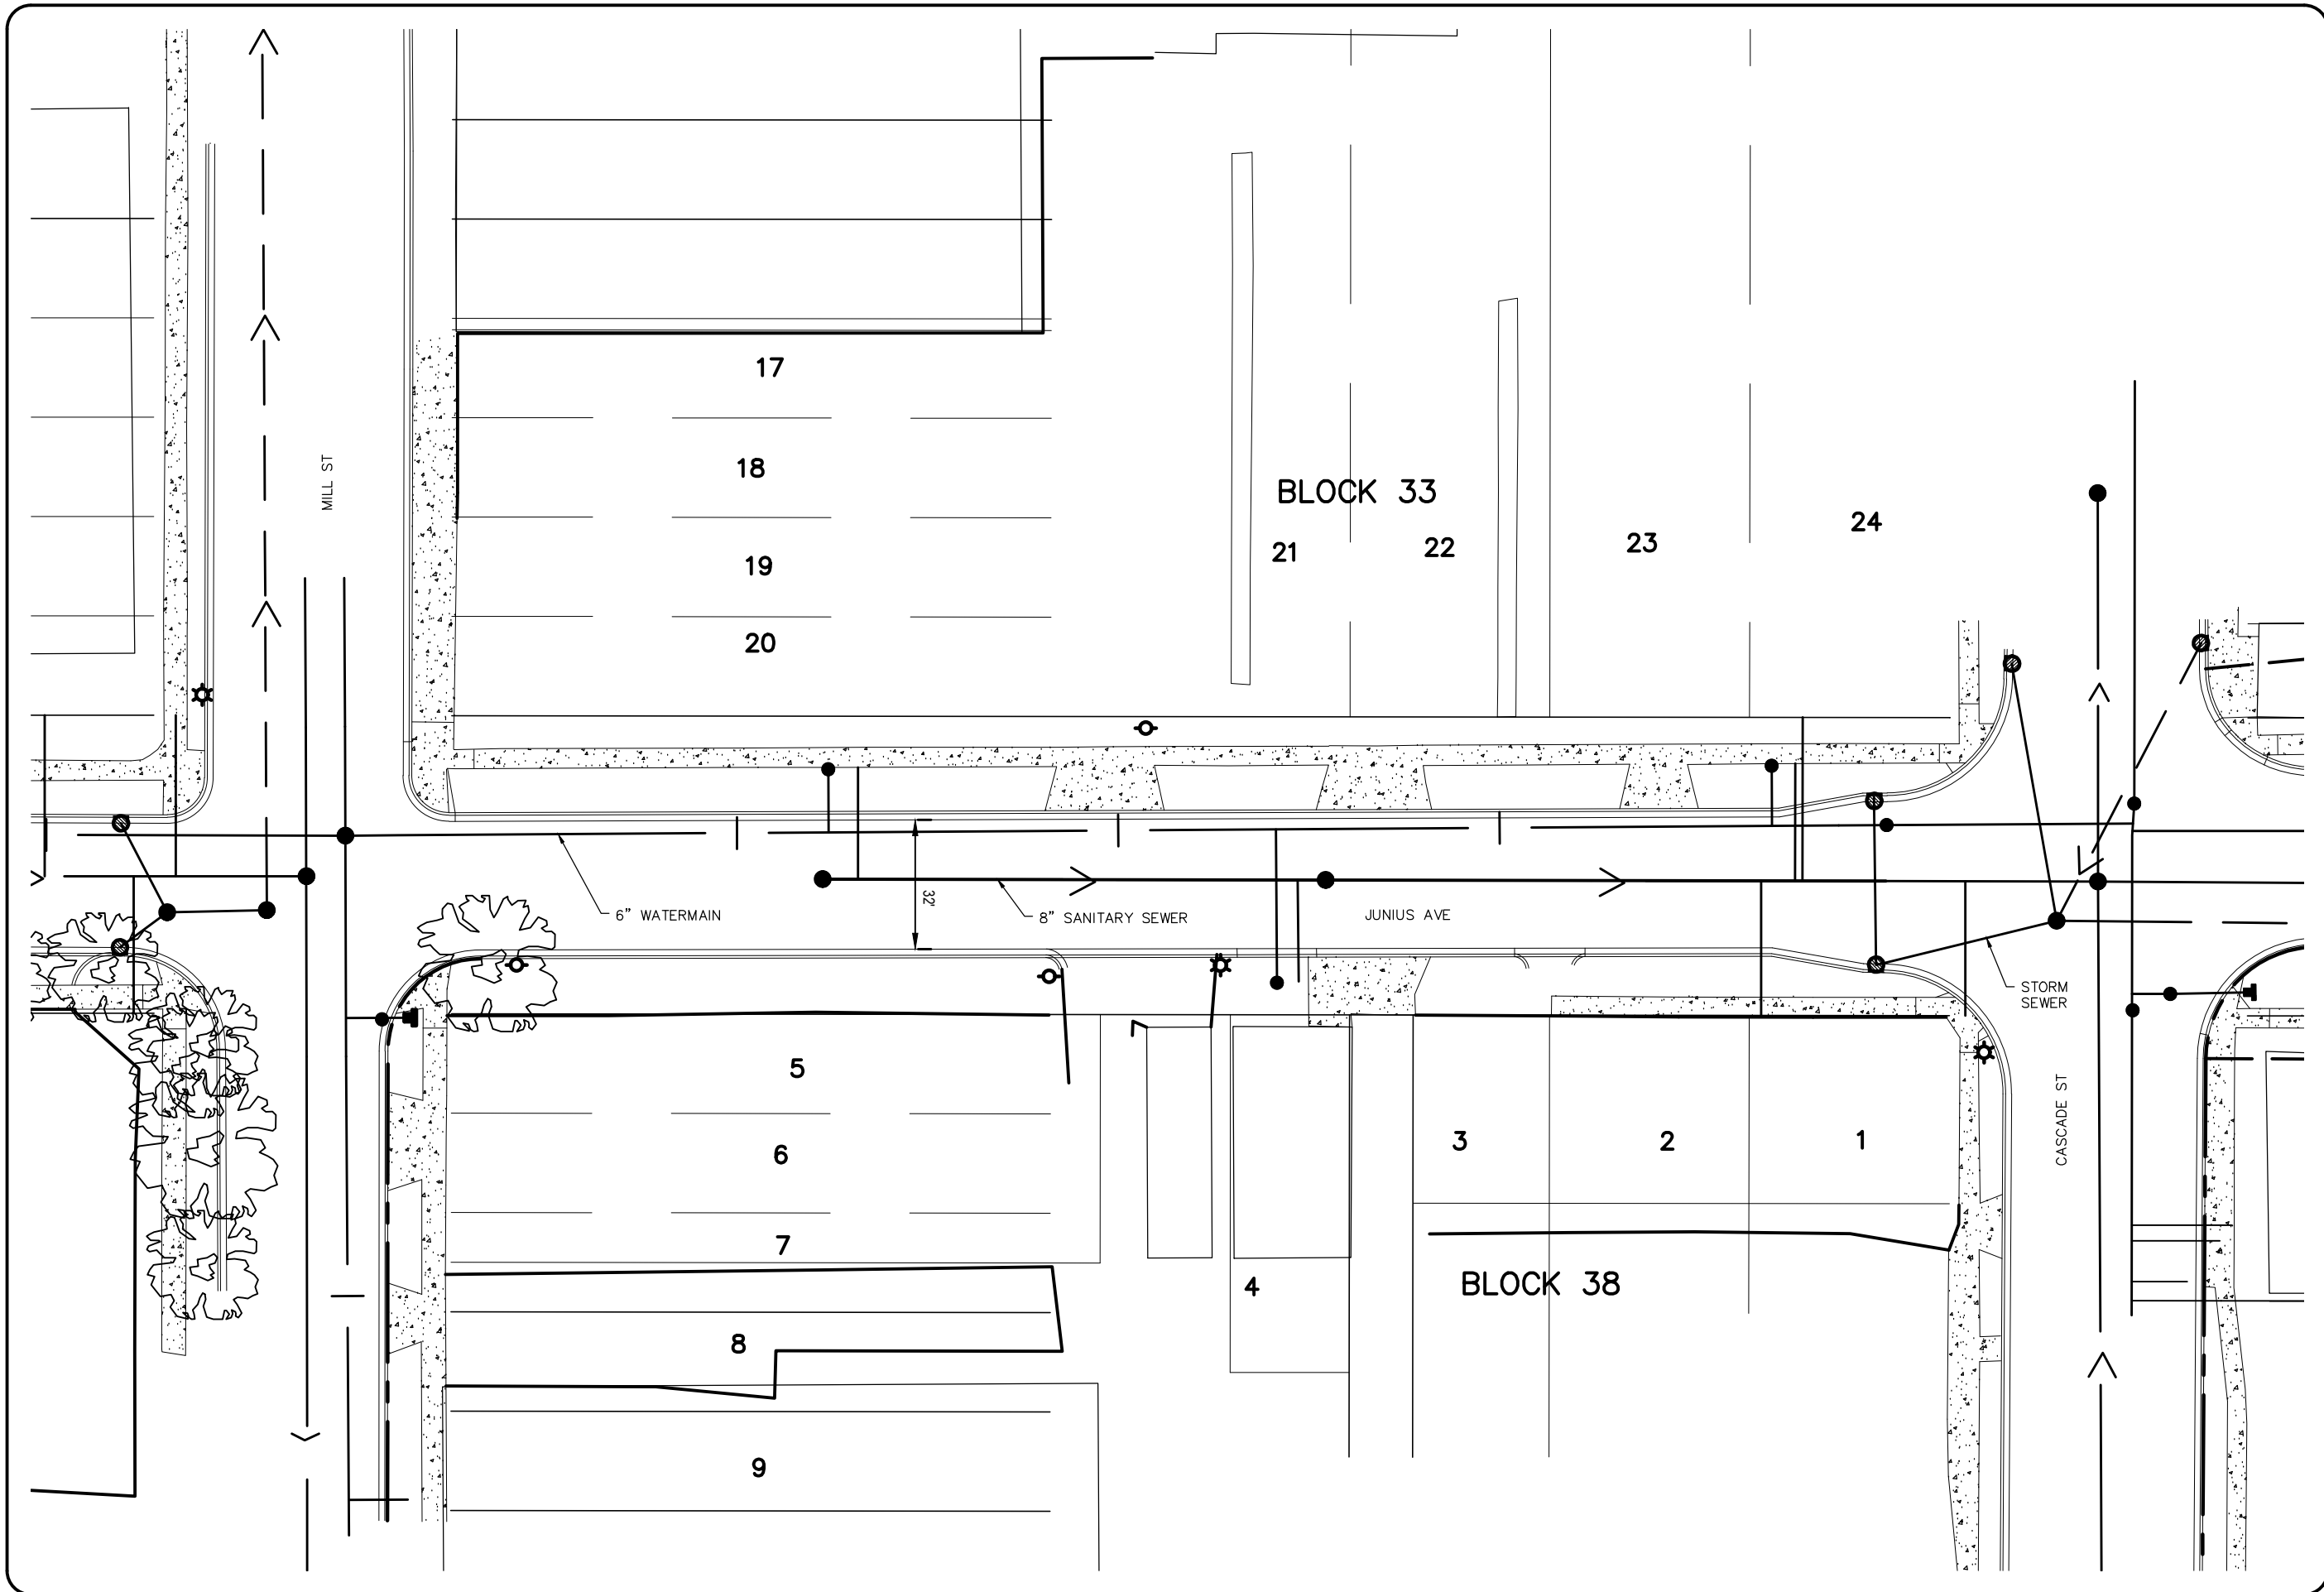 17
MILL ST
18
BLOCK 33
24
21
22
23
19
20
32'
6" WATERMAIN
8" SANITARY SEWER
JUNIUS AVE
STORM
SEWER
5
CASCADE ST
3
2
1
6
7
4
BLOCK 38
8
9